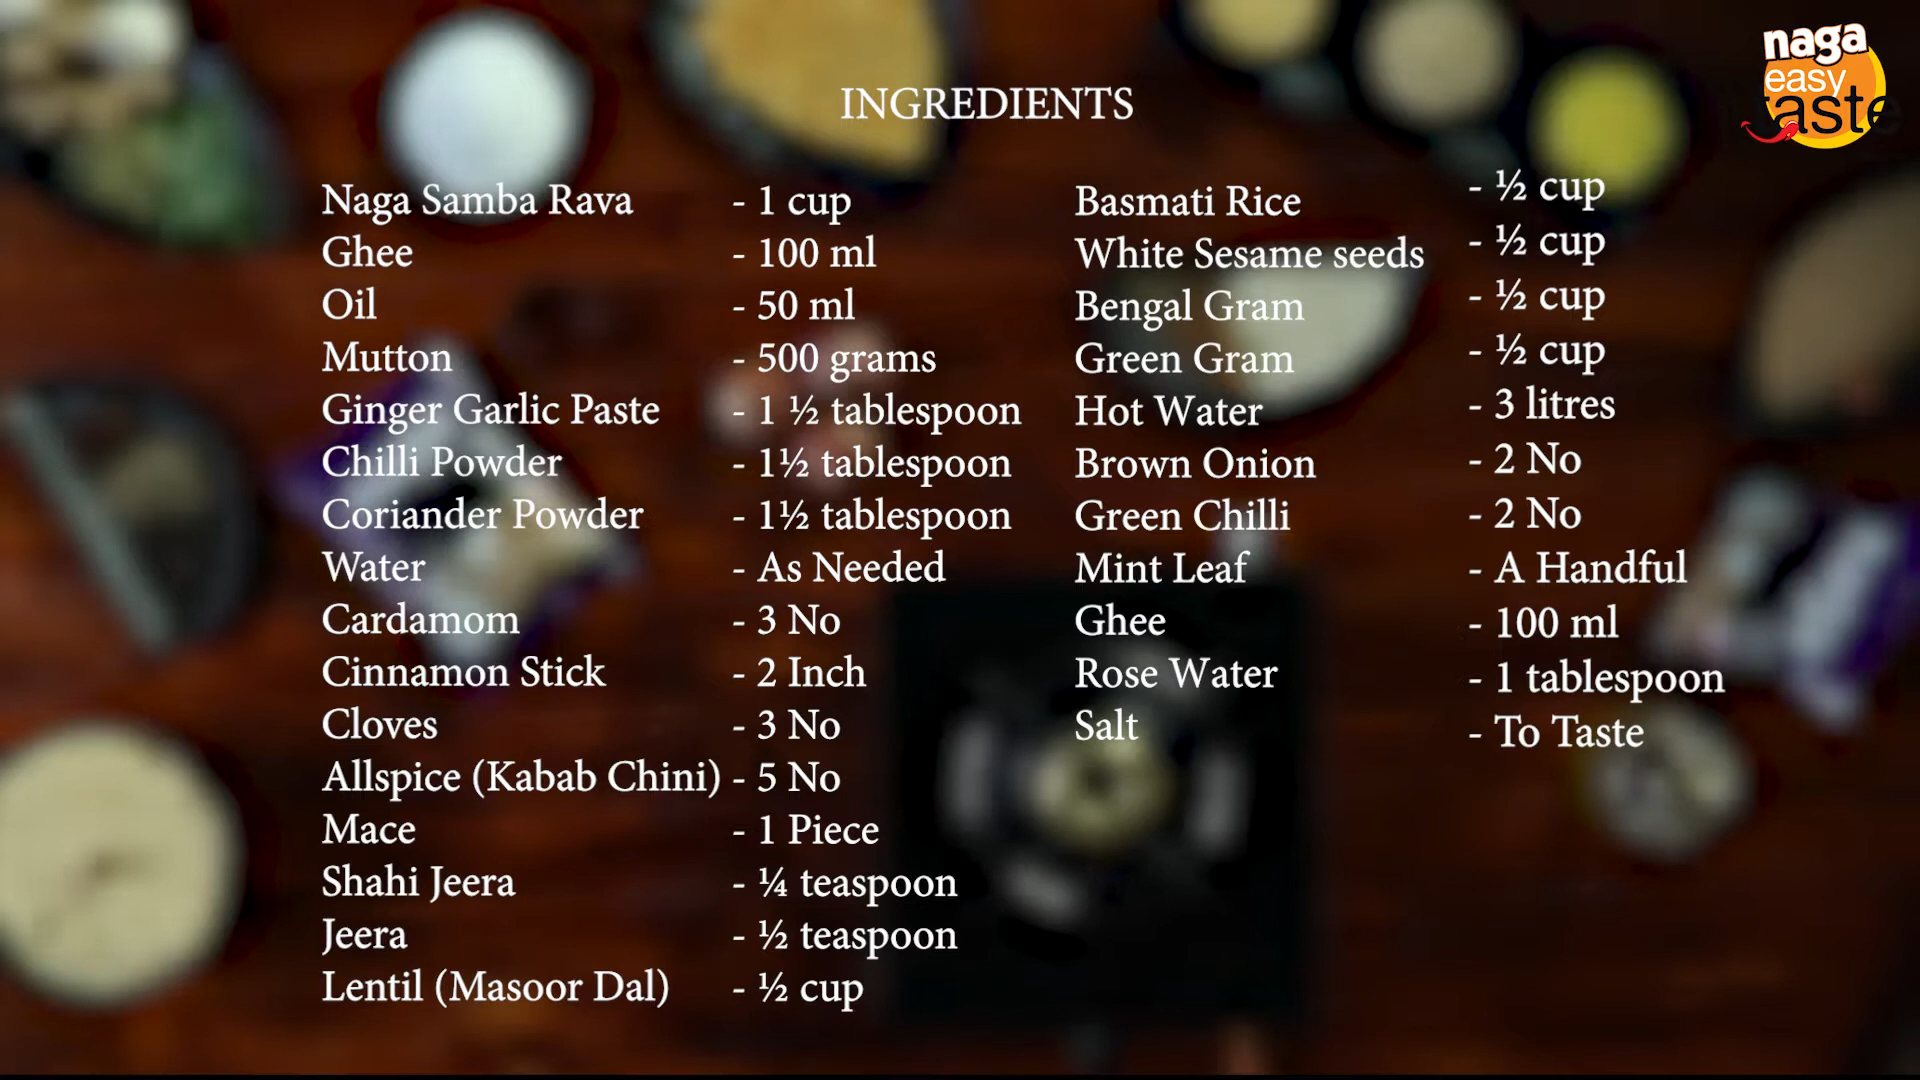 naga
easy
taste
INGREDIENTS
Naga Samba Rava - 1 cup
Ghee - 100 ml
Oil - 50 ml
Mutton - 500 grams
Ginger Garlic Paste - 1 ½ tablespoon
Chilli Powder - 1½ tablespoon
Coriander Powder - 1½ tablespoon
Water - As Needed
Cardamom - 3 No
Cinnamon Stick - 2 Inch
Cloves - 3 No
Allspice (Kabab Chini) - 5 No
Mace - 1 Piece
Shahi Jeera - ¼ teaspoon
Jeera - ½ teaspoon
Lentil (Masoor Dal) - ½ cup
Basmati Rice - ½ cup
White Sesame seeds - ½ cup
Bengal Gram - ½ cup
Green Gram - ½ cup
Hot Water - 3 litres
Brown Onion - 2 No
Green Chilli - 2 No
Mint Leaf - A Handful
Ghee - 100 ml
Rose Water - 1 tablespoon
Salt - To Taste